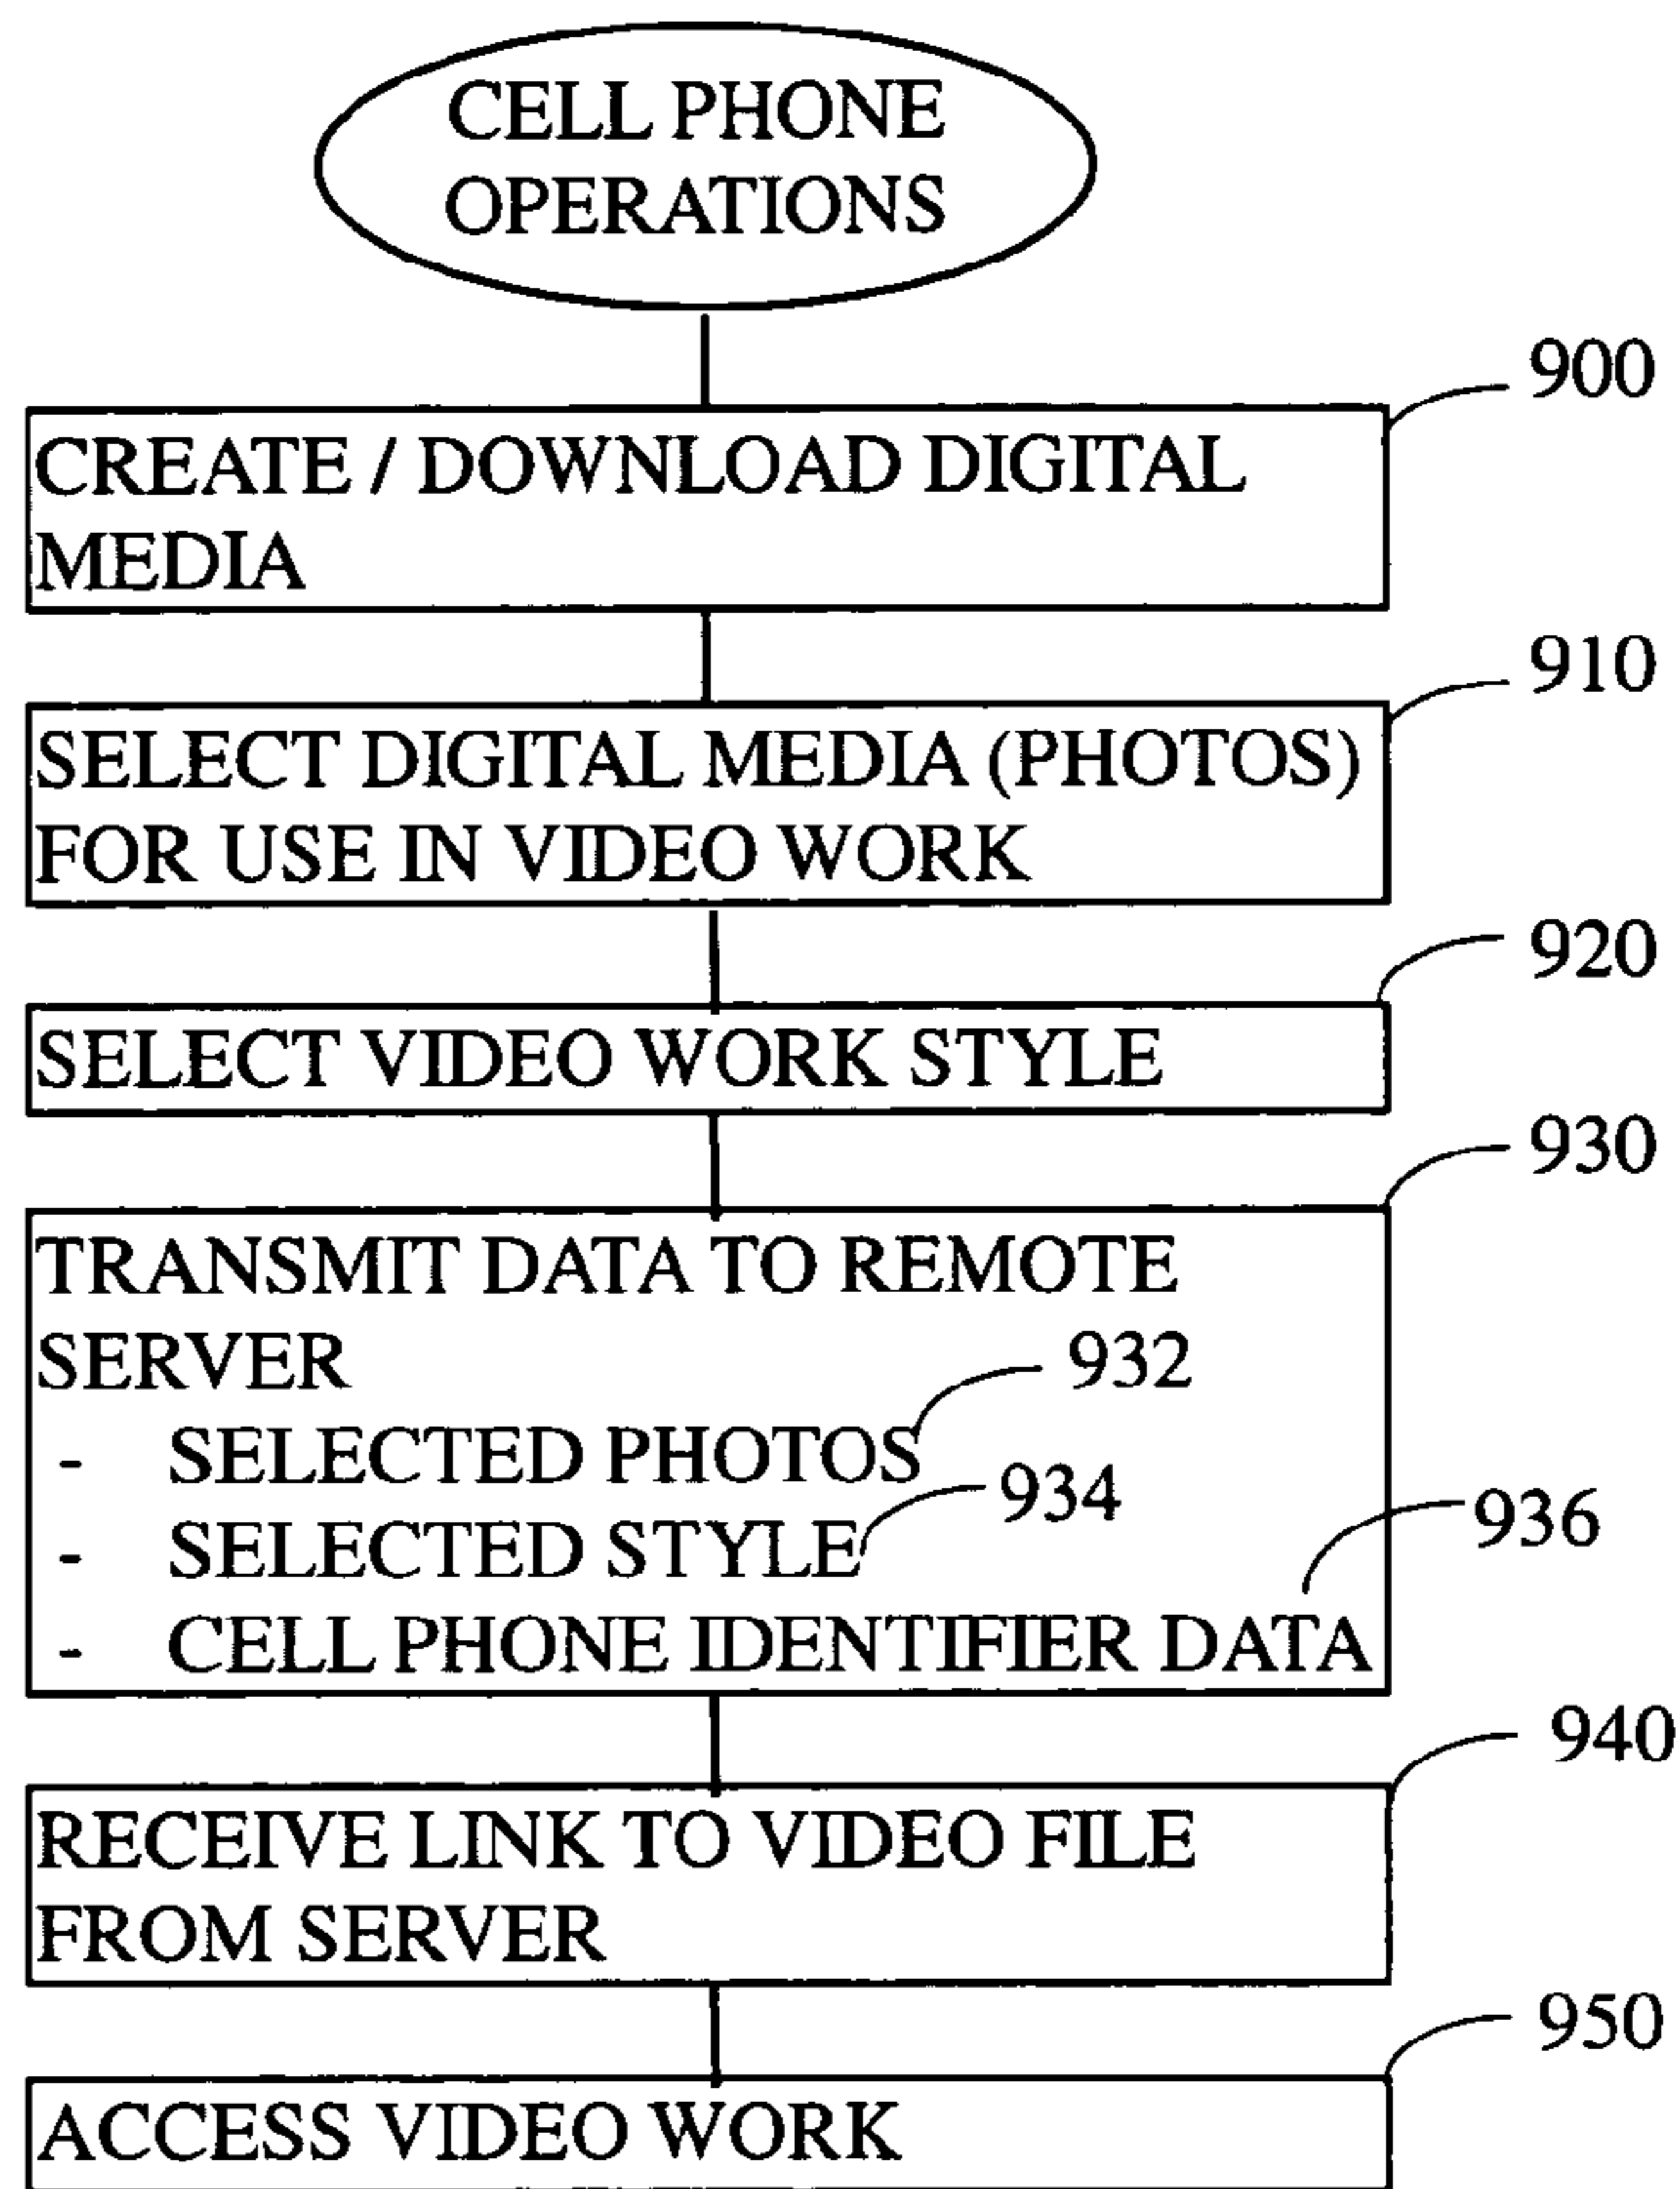 CELL PHONE
OPERATIONS
900
CREATE / DOWNLOAD DIGITAL
MEDIA
910
SELECT DIGITAL MEDIA (PHOTOS)
FOR USE IN VIDEO WORK
920
SELECT VIDEO WORK STYLE
930
TRANSMIT DATA TO REMOTE
SERVER
932
- SELECTED PHOTOS
934
- SELECTED STYLE
936
- CELL PHONE IDENTIFIER DATA
940
RECEIVE LINK TO VIDEO FILE
FROM SERVER
950
ACCESS VIDEO WORK